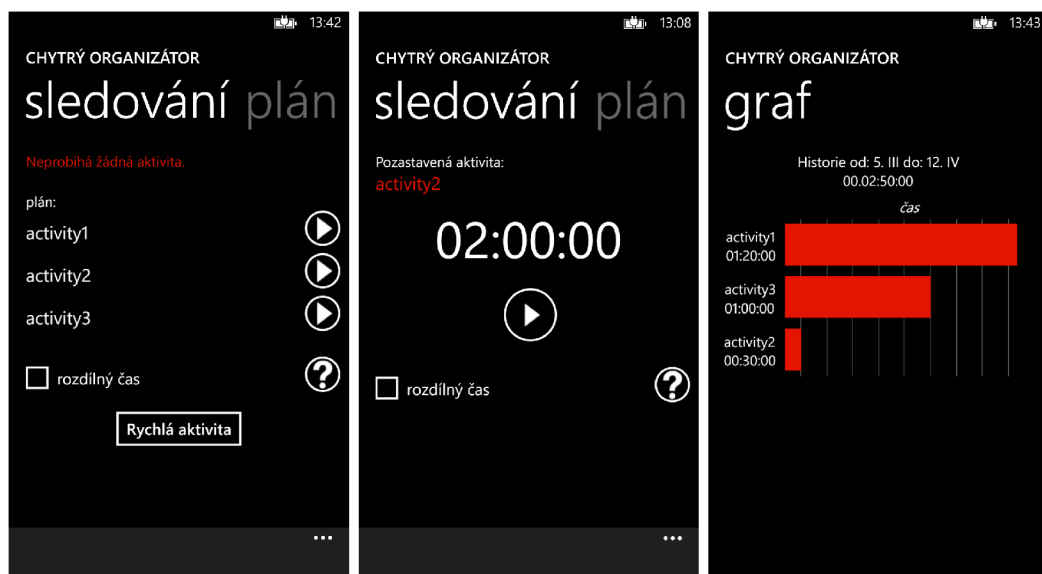 13:42
CHYTRÝ ORGANIZÁTOR
sledování plán
Neprobíhá žádná aktivita.
plán:
activity1
activity2
activity3
rozdílný čas
Rychlá aktivita
13:08
CHYTRÝ ORGANIZÁTOR
sledování plán
Pozastavená aktivita:
activity2
02:00:00
rozdílný čas
13:43
CHYTRÝ ORGANIZÁTOR
graf
Historie od: 5. III do: 12. IV
00.02:50:00
čas
activity1
01:20:00
activity3
01:00:00
activity2
00:30:00